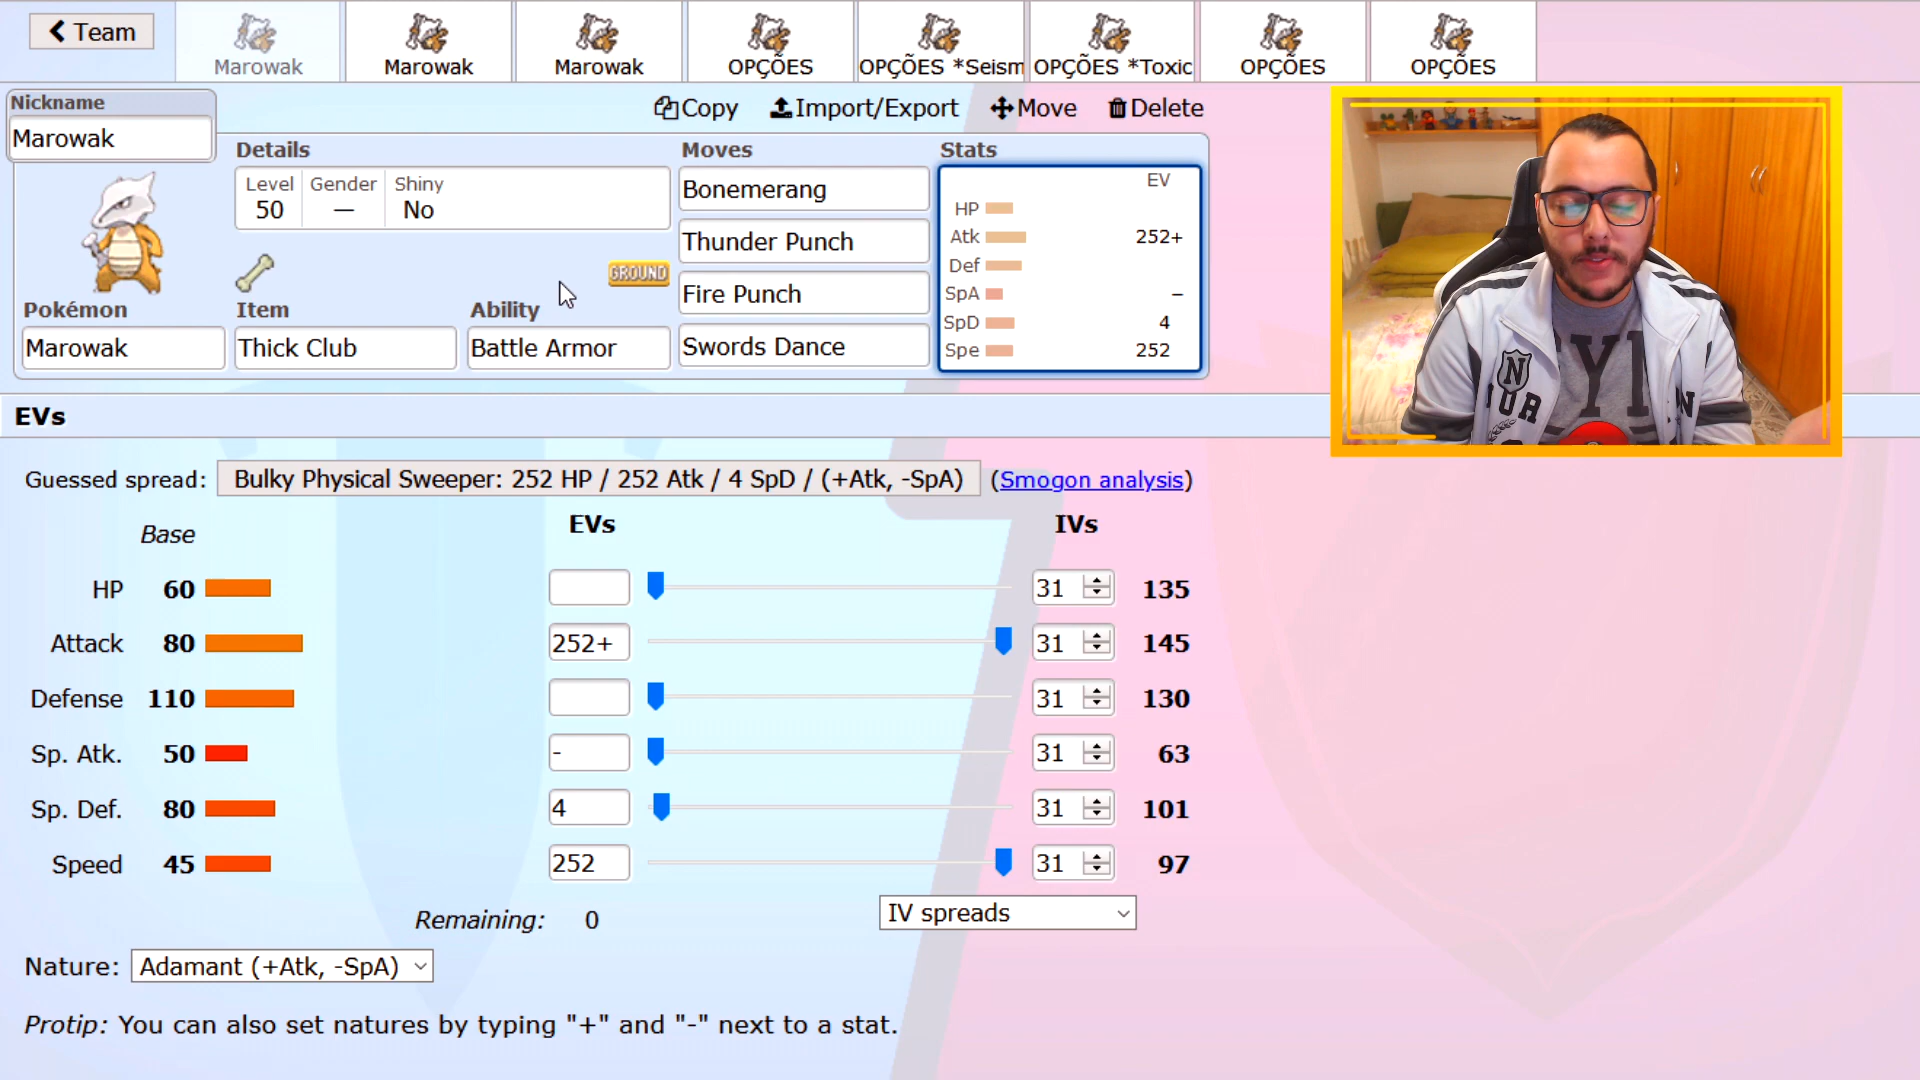 Team
Marowak
Marowak
Marowak
OPÇÕES
OPÇÕES *Seism
OPÇÕES *Toxic
OPÇÕES
OPÇÕES
Nickname
Marowak
Copy
Import/Export
Move
Delete
Details
Level
50
Gender
—
Shiny
No
GROUND
Pokémon
Marowak
Item
Thick Club
Ability
Battle Armor
Moves
Bonemerang
Thunder Punch
Fire Punch
Swords Dance
Stats
EV
HP
Atk 252+
Def
SpA –
SpD 4
Spe 252
EVs
Guessed spread: Bulky Physical Sweeper: 252 HP / 252 Atk / 4 SpD / (+Atk, -SpA) (Smogon analysis)
Base EVs IVs
HP 60 31 135
Attack 80 252+ 31 145
Defense 110 31 130
Sp. Atk. 50 - 31 63
Sp. Def. 80 4 31 101
Speed 45 252 31 97
Remaining: 0 IV spreads
Nature: Adamant (+Atk, -SpA)
Protip: You can also set natures by typing "+" and "-" next to a stat.
N